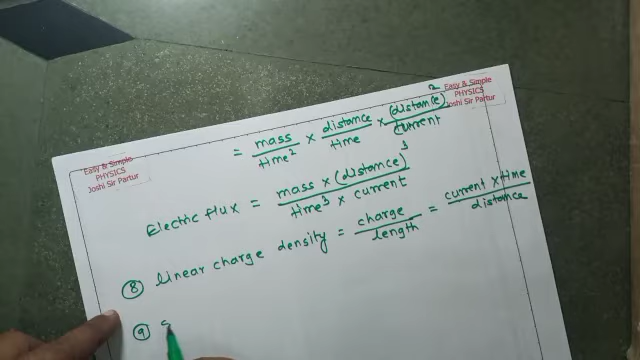 Easy & Simple
PHYSICS
Joshi Sir Partur
Easy & Simple
PHYSICS
Joshi Sir Partur
= mass / time² × distance / time × (distance)² / current
Electric flux = mass × (distance)³ / time³ × current
⑧ Linear charge density = charge / length = current × time / distance
⑨ S